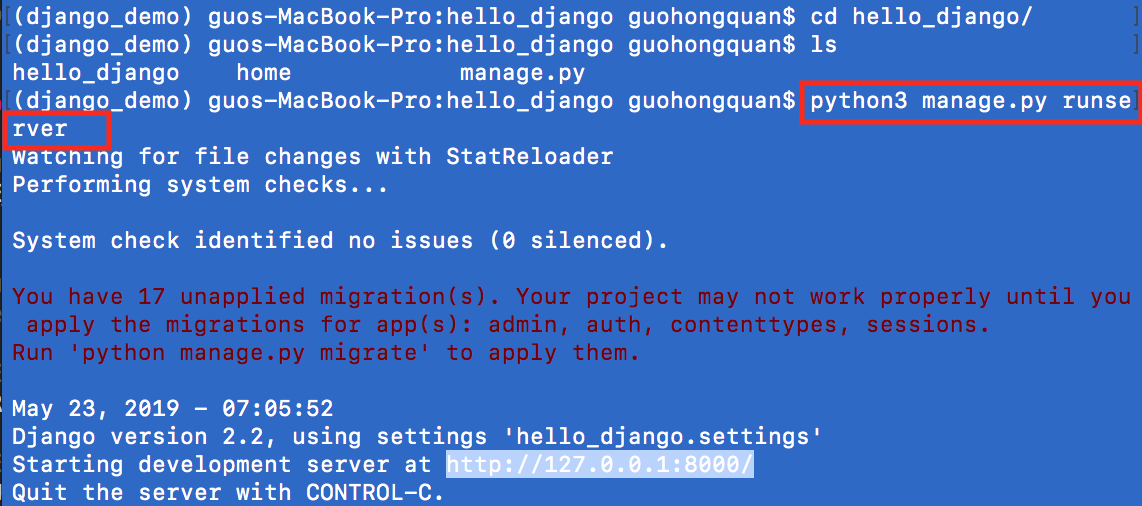 [(django_demo) guos-MacBook-Pro:hello_django guohongquan$ cd hello_django/ ]
[(django_demo) guos-MacBook-Pro:hello_django guohongquan$ ls ]
hello_django    home            manage.py
[(django_demo) guos-MacBook-Pro:hello_django guohongquan$ python3 manage.py runse]
rver
Watching for file changes with StatReloader
Performing system checks...
System check identified no issues (0 silenced).
You have 17 unapplied migration(s). Your project may not work properly until you
apply the migrations for app(s): admin, auth, contenttypes, sessions.
Run 'python manage.py migrate' to apply them.
May 23, 2019 - 07:05:52
Django version 2.2, using settings 'hello_django.settings'
Starting development server at http://127.0.0.1:8000/
Quit the server with CONTROL-C.